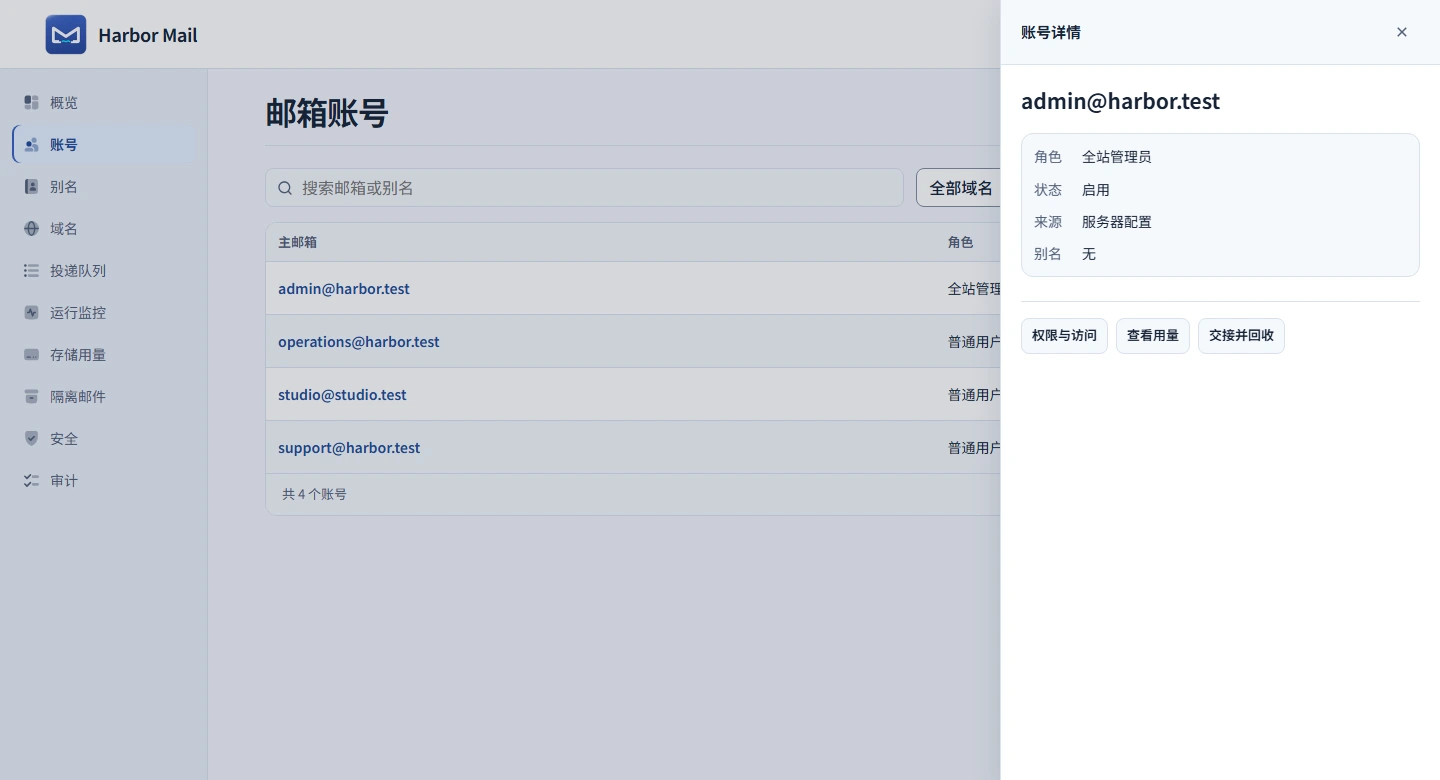 Harbor Mail
概览
账号
别名
域名
投递队列
运行监控
存储用量
隔离邮件
安全
审计
邮箱账号
搜索邮箱或别名
全部域名
主邮箱 角色
admin@harbor.test 全站管理
operations@harbor.test 普通用户
studio@studio.test 普通用户
support@harbor.test 普通用户
共 4 个账号
账号详情
admin@harbor.test
角色 全站管理员
状态 启用
来源 服务器配置
别名 无
权限与访问 查看用量 交接并回收